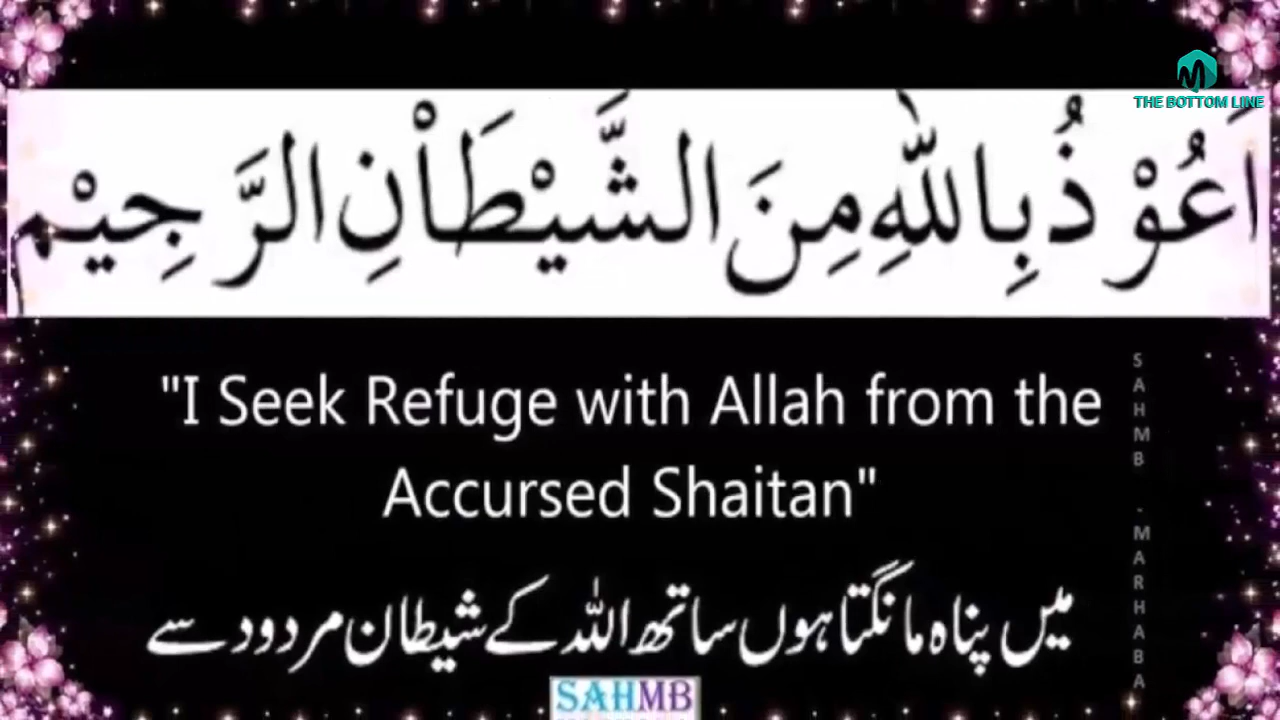 THE BOTTOM LINE
اَعُوْذُ بِاللّٰهِ مِنَ الشَّيْطَاْنِ الرَّجِيْم
"I Seek Refuge with Allah from the
Accursed Shaitan"
میں پناہ مانگتا ہوں ساتھ اللہ کے شیطان مردود سے
SAHMB - MARHABA
SAHMB